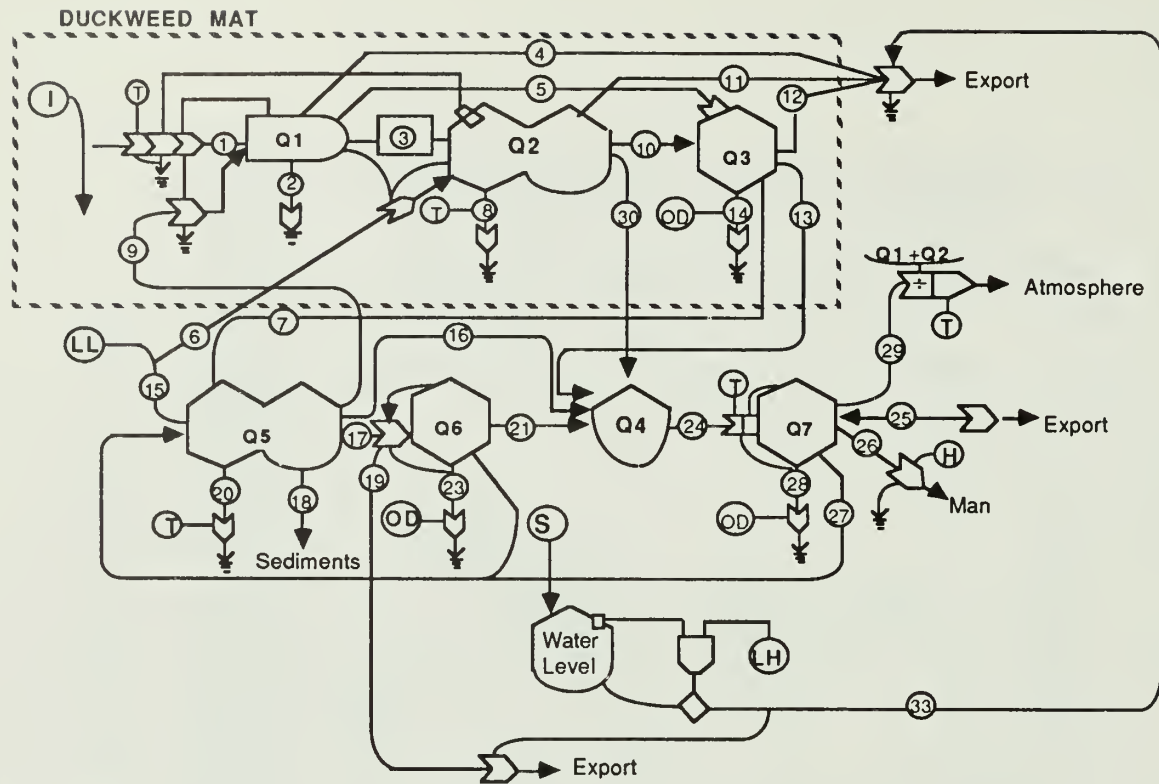 DUCKWEED MAT
4
11
Export
I
T
5
12
1
Q1
3
Q2
10
Q3
2
T
8
30
OD
14
13
9
Q1+Q2
÷
Atmosphere
T
6
7
LL
16
29
15
Q5
17
Q6
21
Q4
24
T
Q7
25
Export
19
26
H
20
18
23
28
Man
T
OD
S
OD
27
Sediments
Water
Level
LH
33
Export